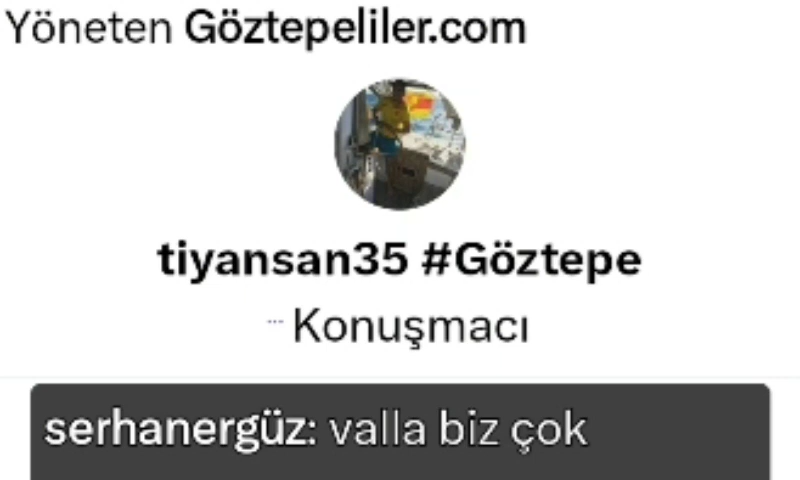 Yöneten Göztepeliler.com
tiyansan35 #Göztepe
Konuşmacı
serhanergüz: valla biz çok